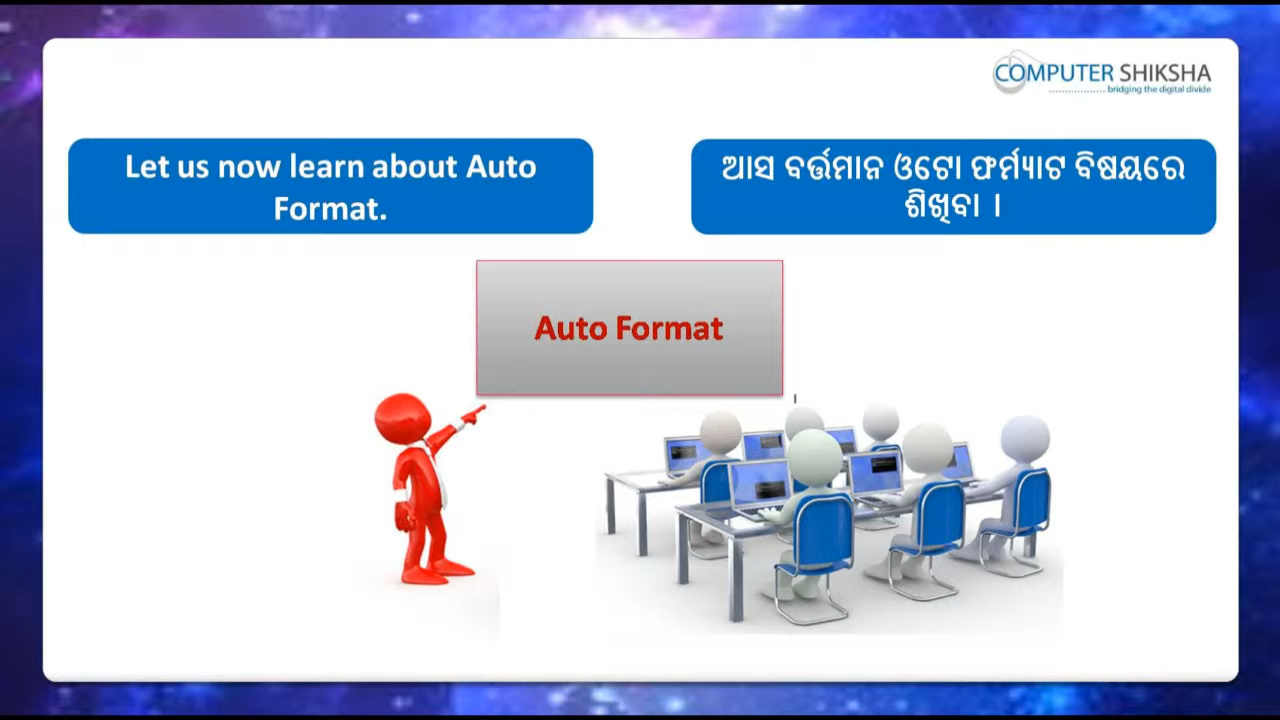 COMPUTER SHIKSHA
bridging the digital divide
Let us now learn about Auto
Format.
ଆସ ବର୍ତ୍ତମାନ ଓଟୋ ଫର୍ମ୍ୟାଟ ବିଷୟରେ
ଶିଖିବା ।
Auto Format